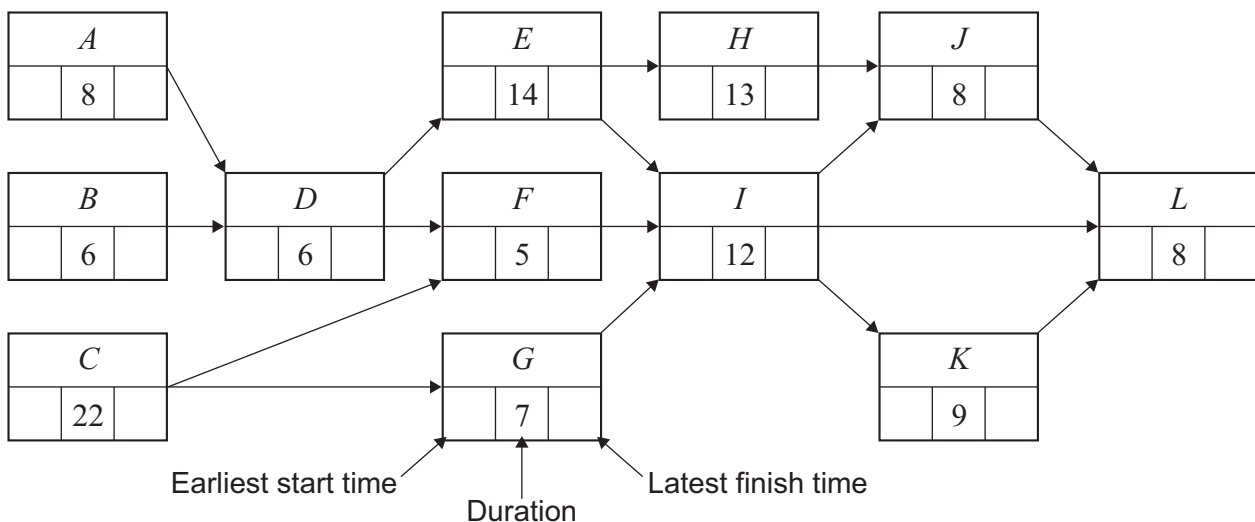 A E H J
8 14 13 8
B D F I L
6 6 5 12 8
C G K
22 7 9
Earliest start time Latest finish time
Duration